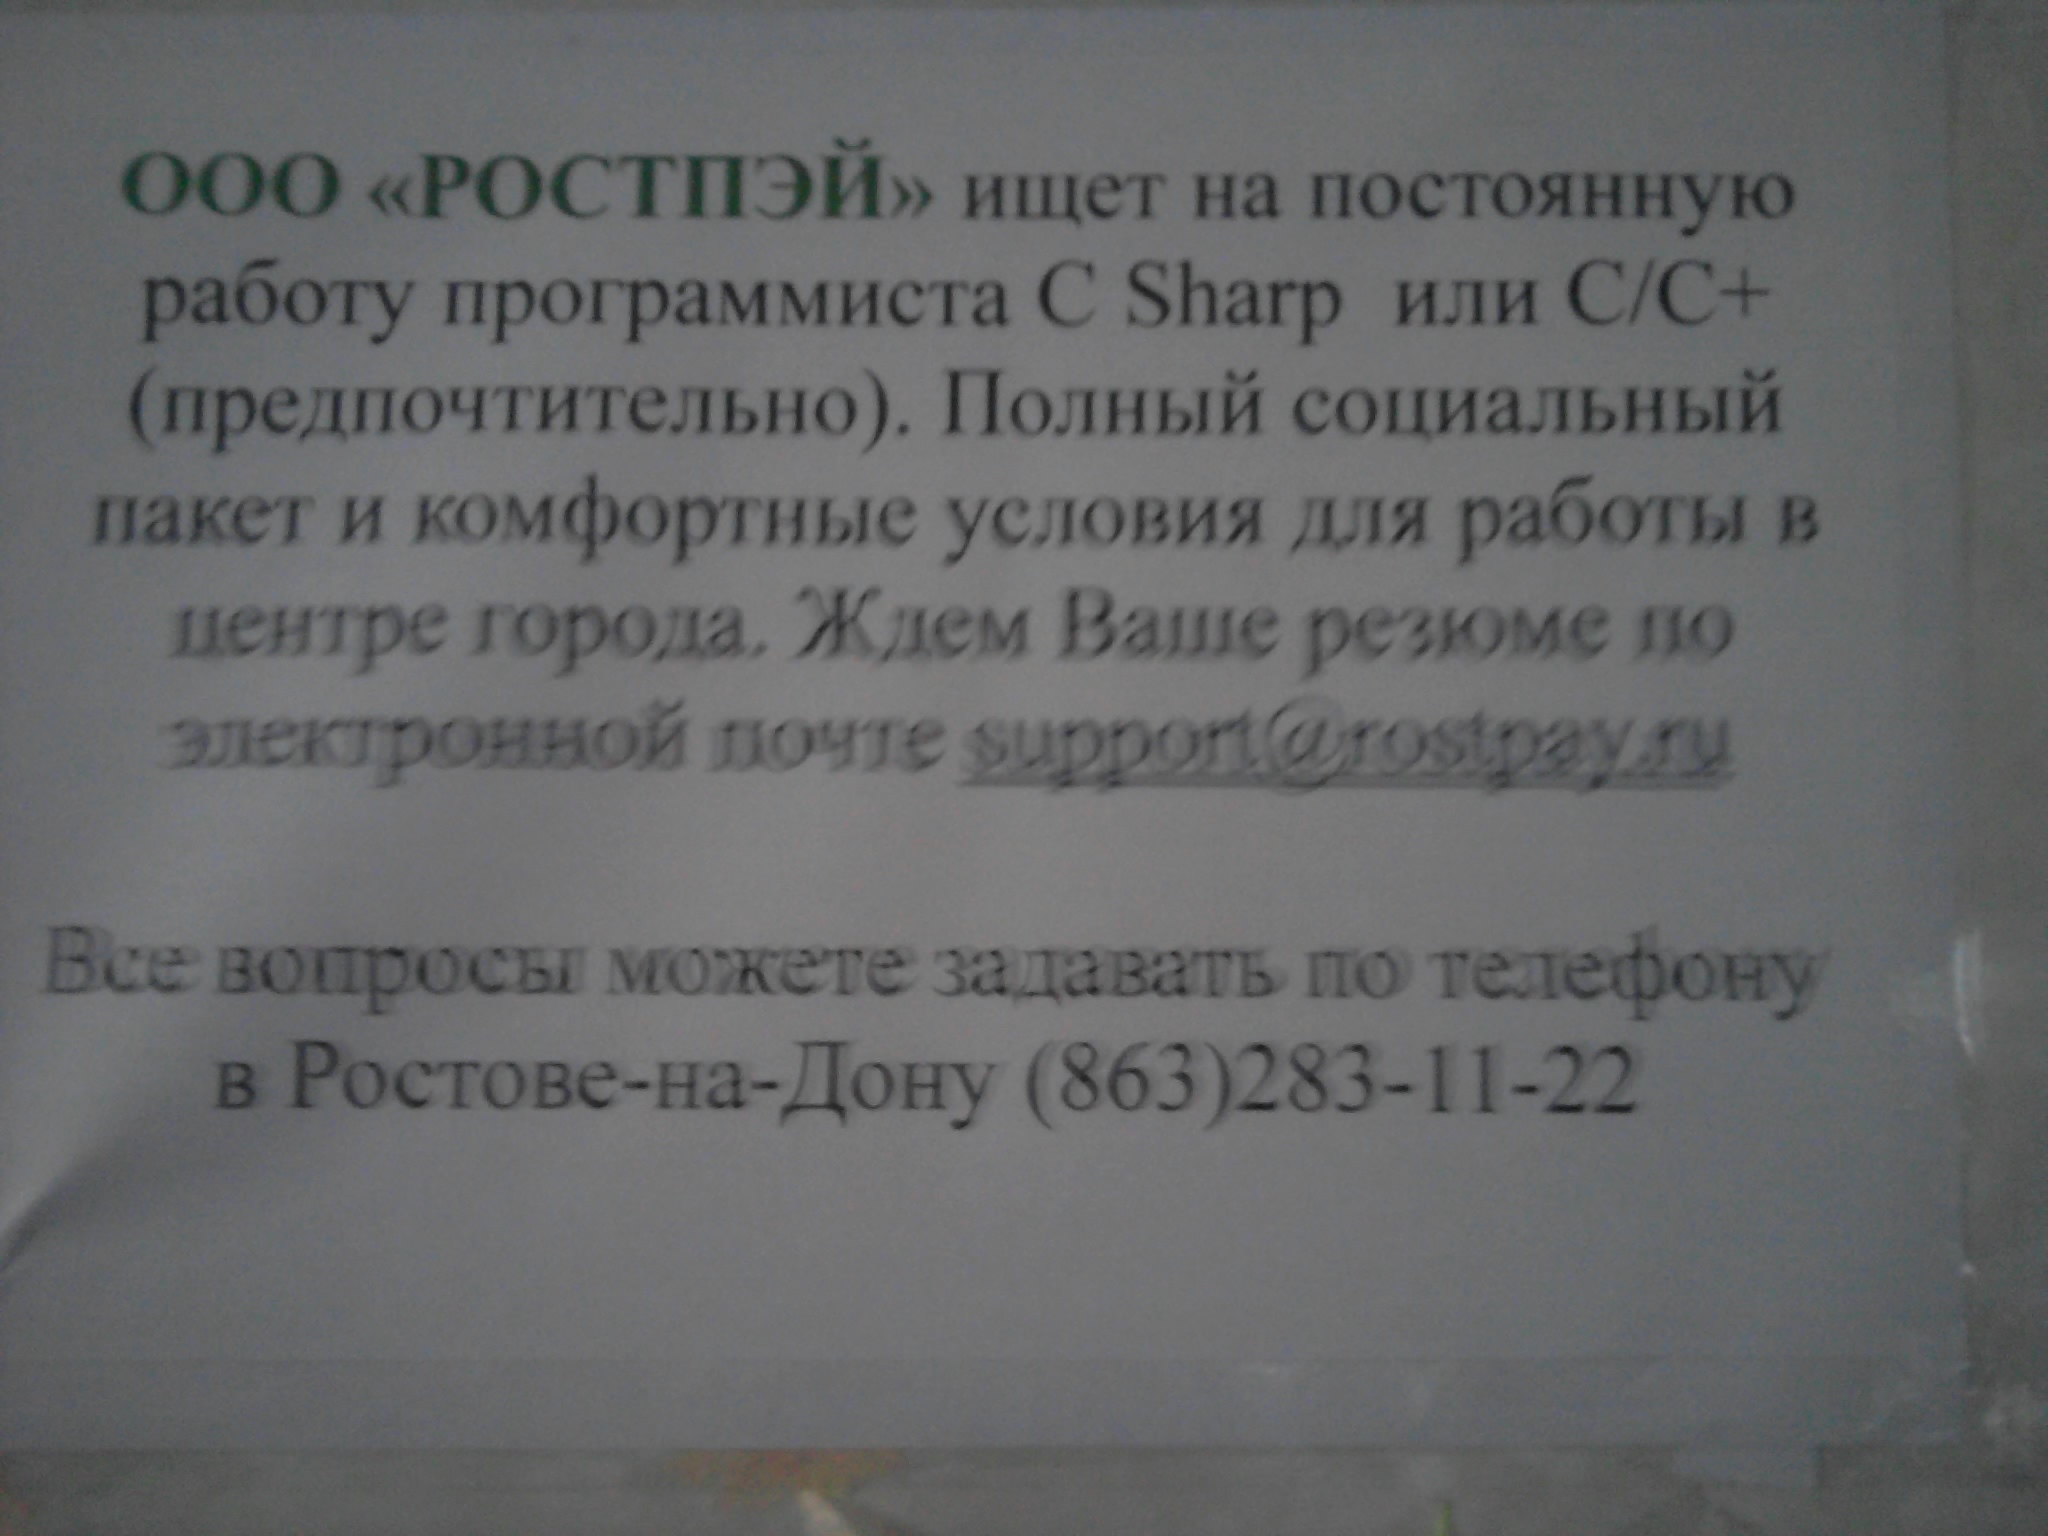 ООО «РОСТПЭЙ» ищет на постоянную
работу программиста C Sharp или C/C+
(предпочтительно). Полный социальный
пакет и комфортные условия для работы в
центре города. Ждем Ваше резюме по
электронной почте support@rostpay.ru
Все вопросы можете задавать по телефону
в Ростове-на-Дону (863)283-11-22